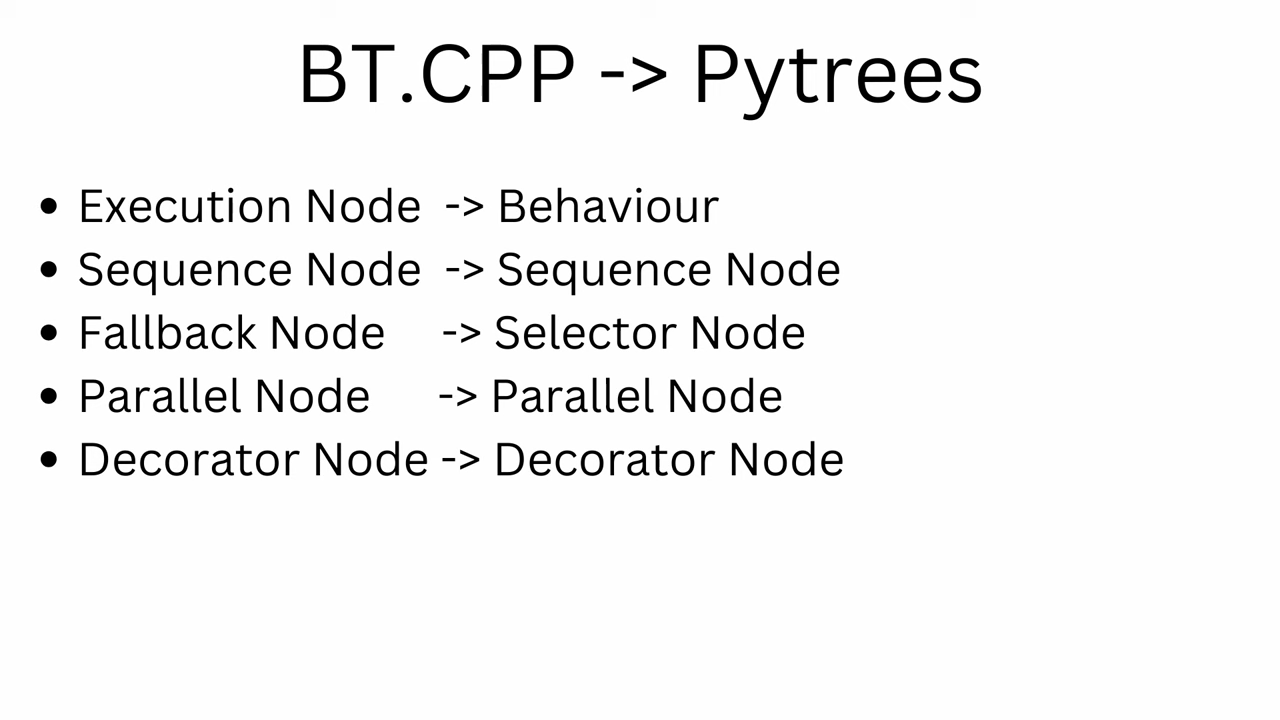 BT.CPP -> Pytrees
• Execution Node -> Behaviour
• Sequence Node -> Sequence Node
• Fallback Node -> Selector Node
• Parallel Node -> Parallel Node
• Decorator Node -> Decorator Node